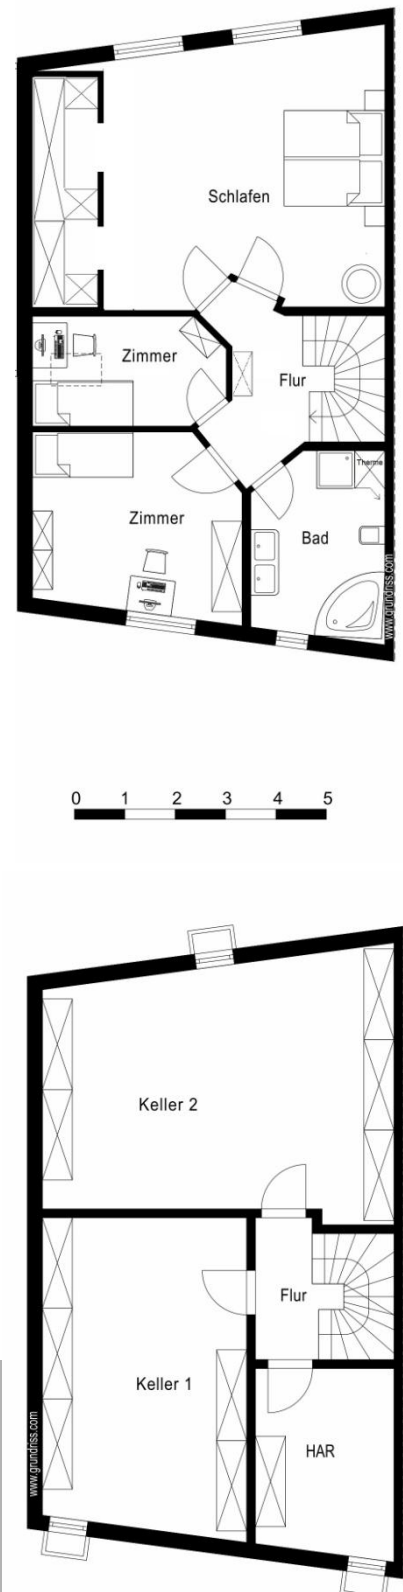 Schlafen
Zimmer
Flur
Zimmer
Therme
Bad
www.grundriss.com
0 1 2 3 4 5
Keller 2
Flur
Keller 1
HAR
www.grundriss.com